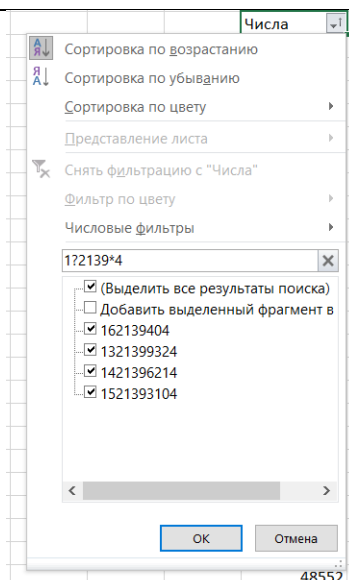 Числа
Сортировка по возрастанию
Сортировка по убыванию
Сортировка по цвету
Представление листа
Снять фильтрацию с "Числа"
Фильтр по цвету
Числовые фильтры
1?2139*4
(Выделить все результаты поиска)
Добавить выделенный фрагмент в
162139404
1321399324
1421396214
1521393104
ОК Отмена
48552